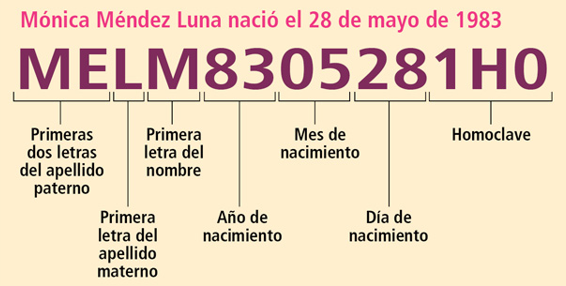 Mónica Méndez Luna nació el 28 de mayo de 1983
MELM8305281H0
Primeras
dos letras
del apellido
paterno
Primera
letra del
apellido
materno
Primera
letra del
nombre
Año de
nacimiento
Mes de
nacimiento
Día de
nacimiento
Homoclave